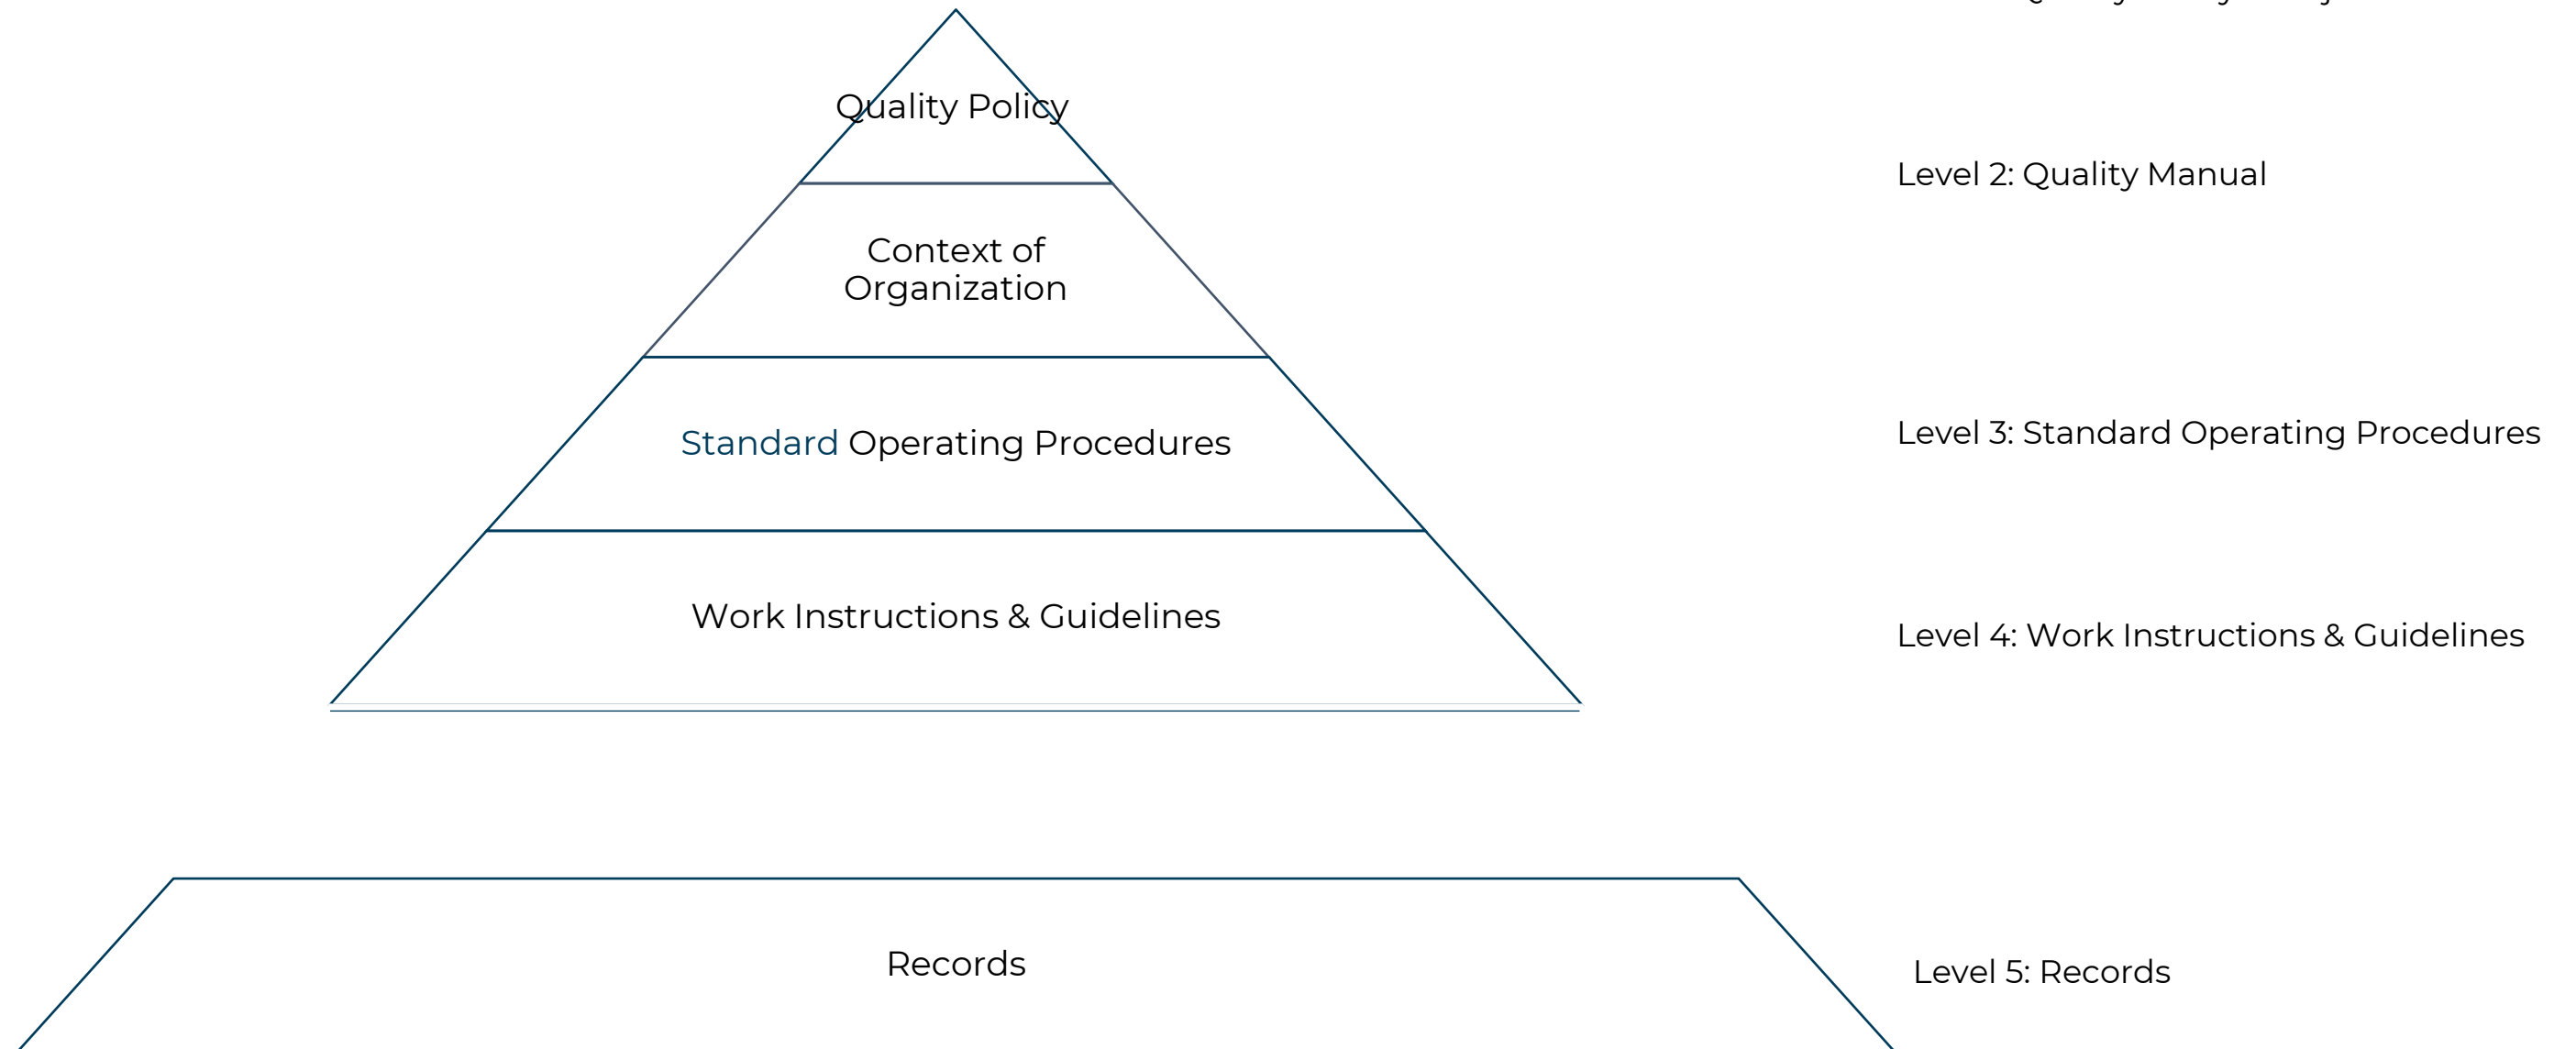 Quality Policy
Level 2: Quality Manual
Context of
Organization
Standard Operating Procedures
Level 3: Standard Operating Procedures
Work Instructions & Guidelines
Level 4: Work Instructions & Guidelines
Records
Level 5: Records